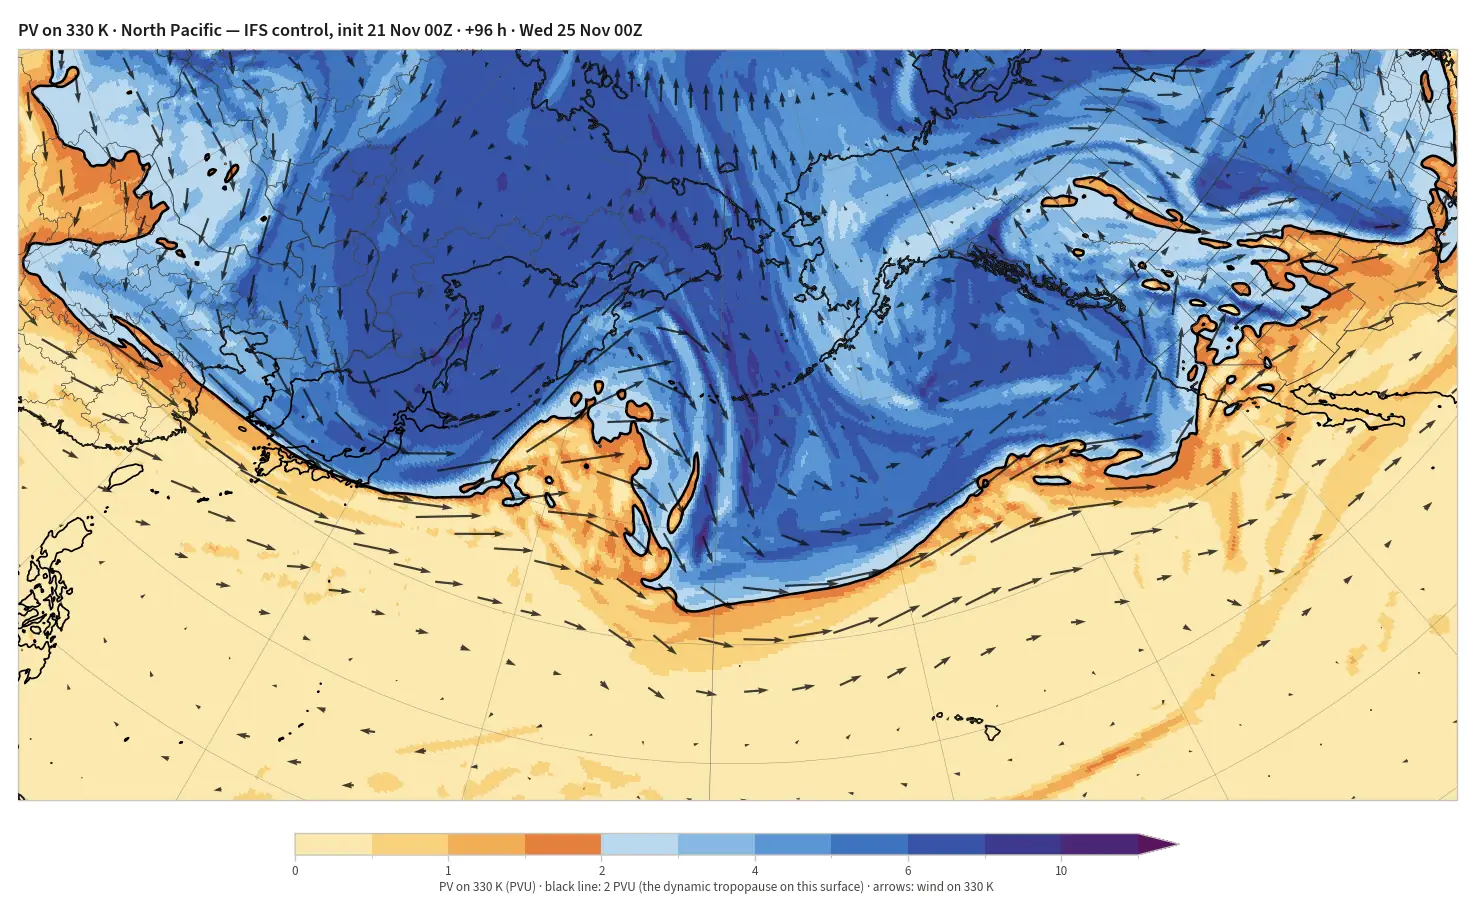 PV on 330 K · North Pacific — IFS control, init 21 Nov 00Z · +96 h · Wed 25 Nov 00Z
0 1 2 4 6 10
PV on 330 K (PVU) · black line: 2 PVU (the dynamic tropopause on this surface) · arrows: wind on 330 K